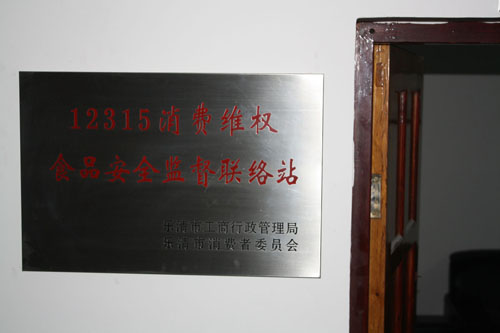 12315消费维权
食品安全监督联络站
乐清市工商行政管理局
乐清市消费者委员会